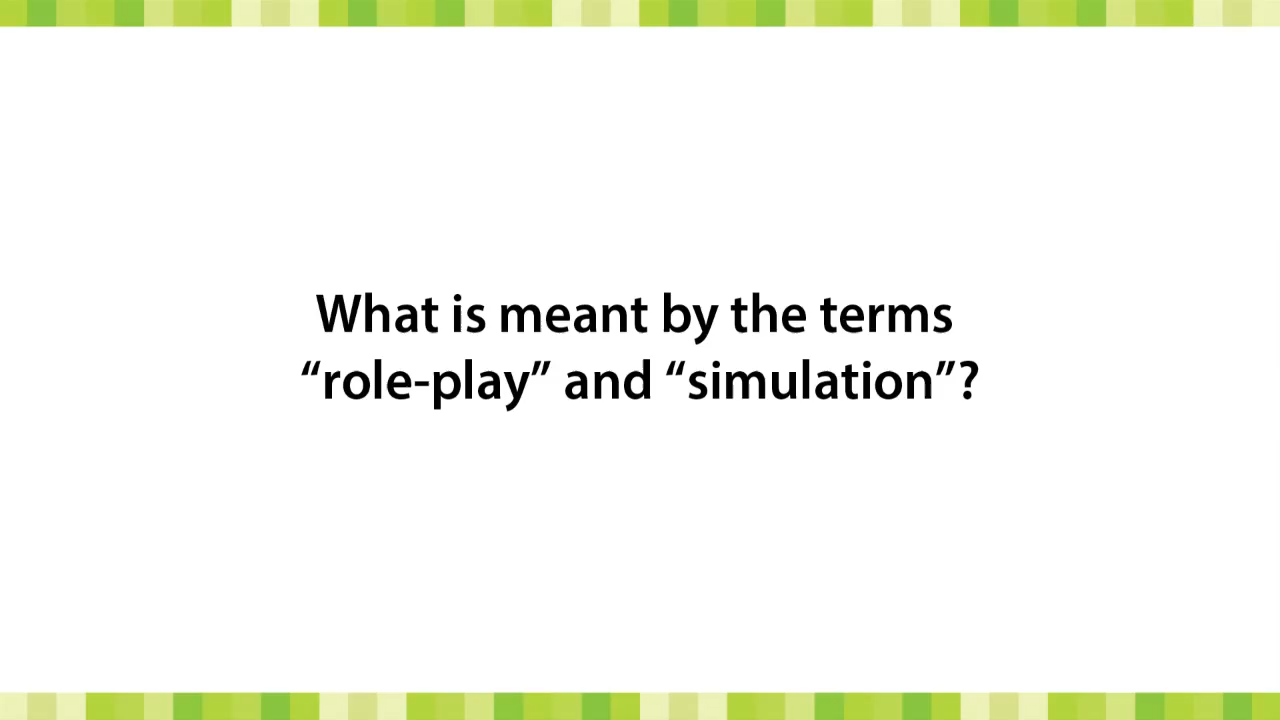 What is meant by the terms
“role-play” and “simulation”?